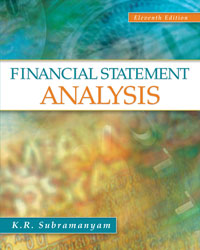 Eleventh Edition
FINANCIAL STATEMENT
ANALYSIS
K.R. Subramanyam